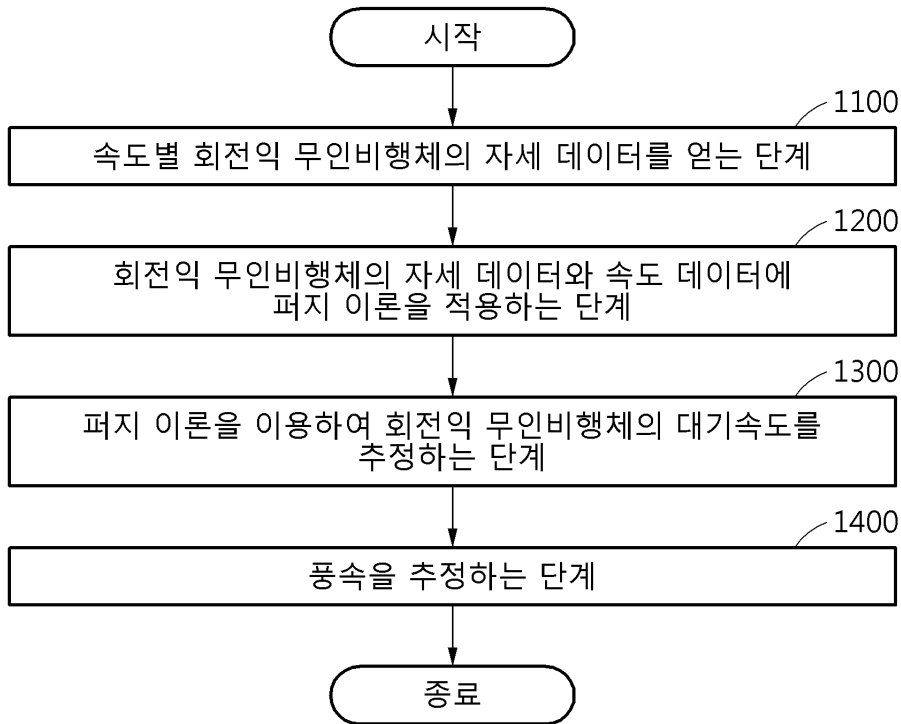 시작
1100
속도별 회전익 무인비행체의 자세 데이터를 얻는 단계
1200
회전익 무인비행체의 자세 데이터와 속도 데이터에
퍼지 이론을 적용하는 단계
1300
퍼지 이론을 이용하여 회전익 무인비행체의 대기속도를
추정하는 단계
1400
풍속을 추정하는 단계
종료